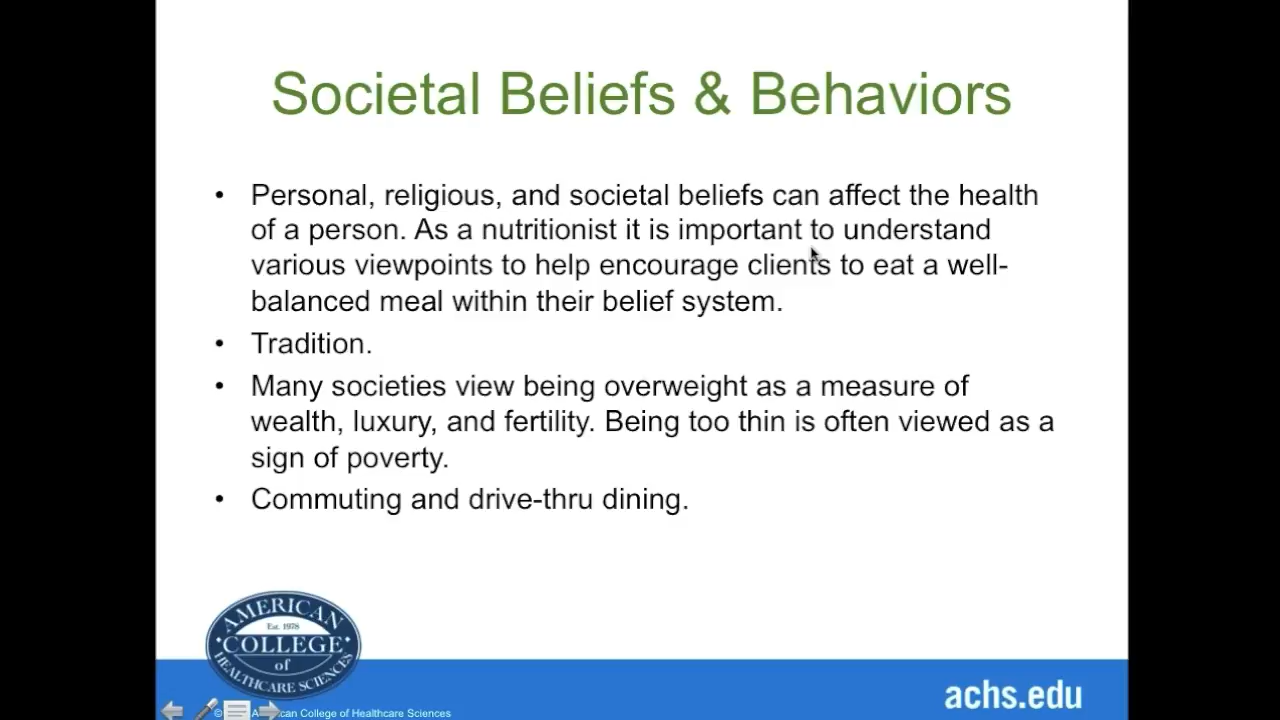 Societal Beliefs & Behaviors
• Personal, religious, and societal beliefs can affect the health
of a person. As a nutritionist it is important to understand
various viewpoints to help encourage clients to eat a well-
balanced meal within their belief system.
• Tradition.
• Many societies view being overweight as a measure of
wealth, luxury, and fertility. Being too thin is often viewed as a
sign of poverty.
• Commuting and drive-thru dining.
AMERICAN
Est. 1978
COLLEGE
of
HEALTHCARE SCIENCES
achs.edu
© College of Healthcare Sciences